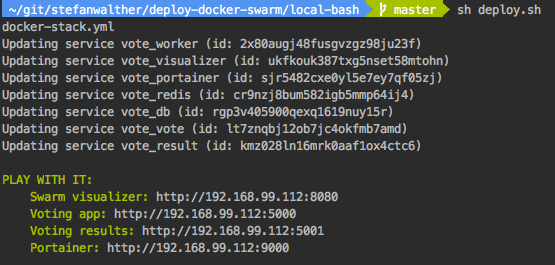 ~/git/stefanwalther/deploy-docker-swarm/local-bash master sh deploy.sh
docker-stack.yml
Updating service vote_worker (id: 2x80augj48fusgvzgz98ju23f)
Updating service vote_visualizer (id: ukfkouk387txg5nset58mtohn)
Updating service vote_portainer (id: sjr5482cxe0yl5e7ey7qf05zj)
Updating service vote_redis (id: cr9nzj8bum582igb5mmp64ij4)
Updating service vote_db (id: rgp3v405900qexq1619nuy15r)
Updating service vote_vote (id: lt7znqbj12ob7jc4okfmb7amd)
Updating service vote_result (id: kmz028ln16mrk0aaf1ox4ctc6)
PLAY WITH IT:
Swarm visualizer: http://192.168.99.112:8080
Voting app: http://192.168.99.112:5000
Voting results: http://192.168.99.112:5001
Portainer: http://192.168.99.112:9000